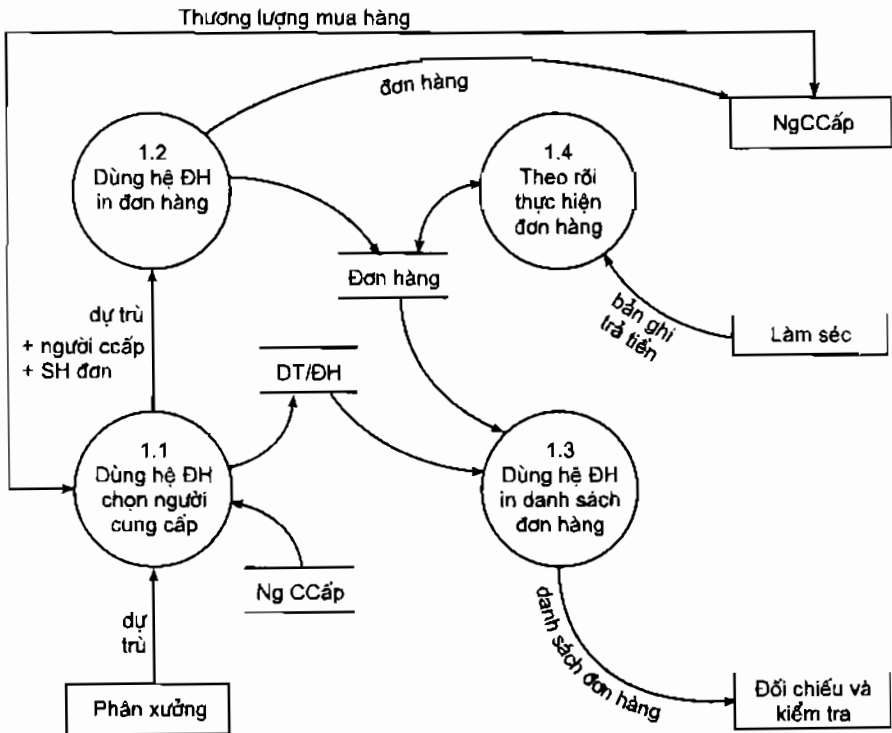 Thương lượng mua hàng
đơn hàng
NgCCấp
1.2
Dùng hệ ĐH
in đơn hàng
1.4
Theo rõi
thực hiện
đơn hàng
Đơn hàng
dự trù
+ người ccấp
+ SH đơn
bản ghi
trả tiền
Làm séc
DT/ĐH
1.1
Dùng hệ ĐH
chọn người
cung cấp
1.3
Dùng hệ ĐH
in danh sách
đơn hàng
Ng CCấp
dự
trù
danh sách đơn hàng
Phân xưởng
Đối chiếu và
kiểm tra